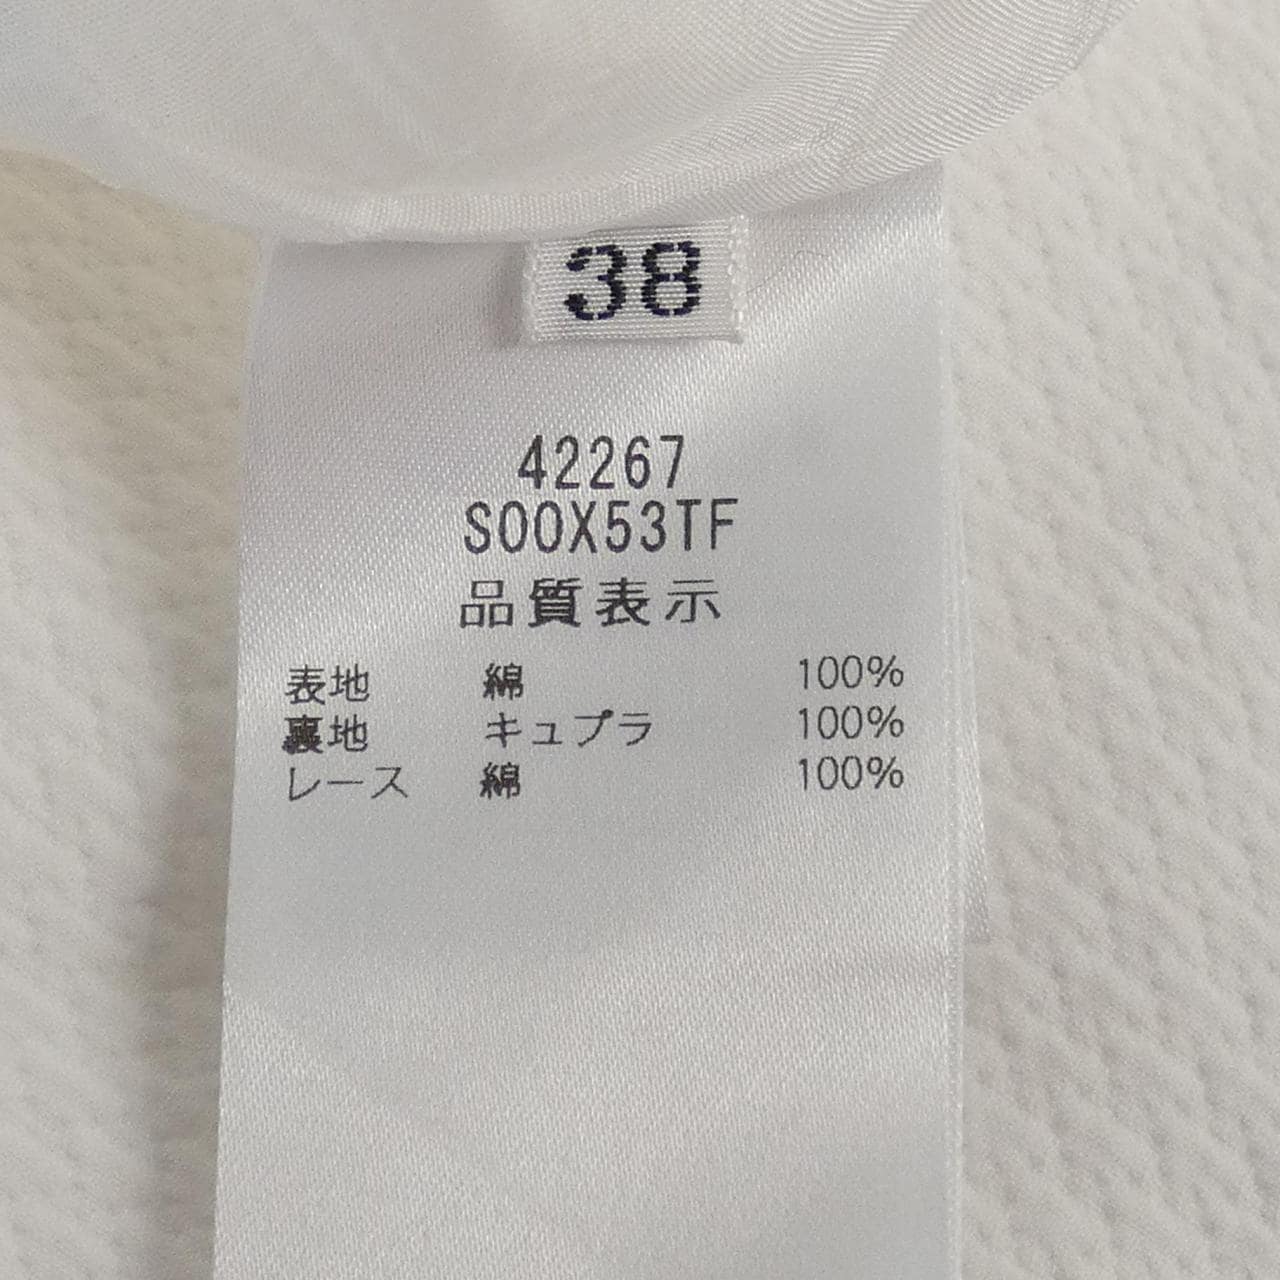 38
42267
S00X53TF
品質表示
表地 綿 100%
裏地 キュプラ 100%
レース 綿 100%